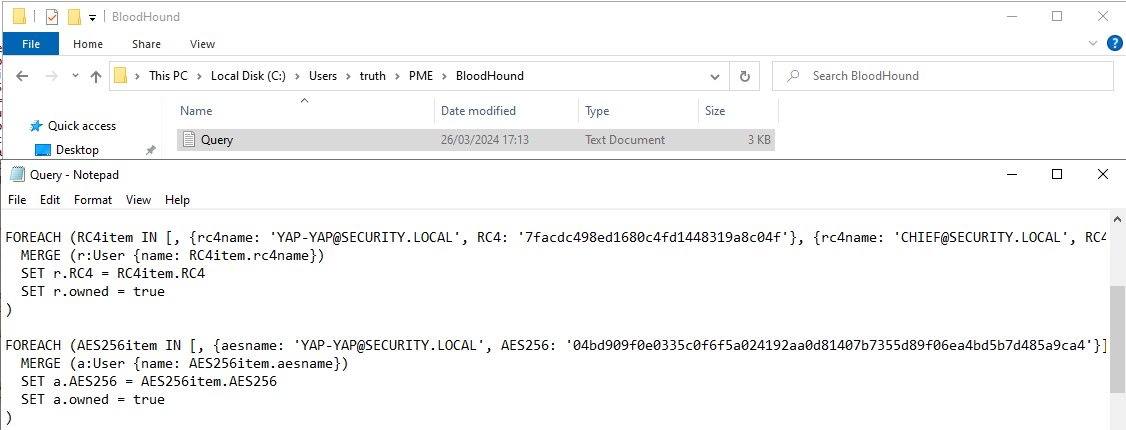 BloodHound
File Home Share View
This PC Local Disk (C:) Users truth PME BloodHound Search BloodHound
Name Date modified Type Size
Quick access
Query 26/03/2024 17:13 Text Document 3 KB
Desktop
Query - Notepad
File Edit Format View Help
FOREACH (RC4item IN [, {rc4name: 'YAP-YAP@SECURITY.LOCAL', RC4: '7facdc498ed1680c4fd1448319a8c04f'}, {rc4name: 'CHIEF@SECURITY.LOCAL', RC4
MERGE (r:User {name: RC4item.rc4name})
SET r.RC4 = RC4item.RC4
SET r.owned = true
)
FOREACH (AES256item IN [, {aesname: 'YAP-YAP@SECURITY.LOCAL', AES256: '04bd909f0e0335c0f6f5a024192aa0d81407b7355d89f06ea4bd5b7d485a9ca4'}]
MERGE (a:User {name: AES256item.aesname})
SET a.AES256 = AES256item.AES256
SET a.owned = true
)